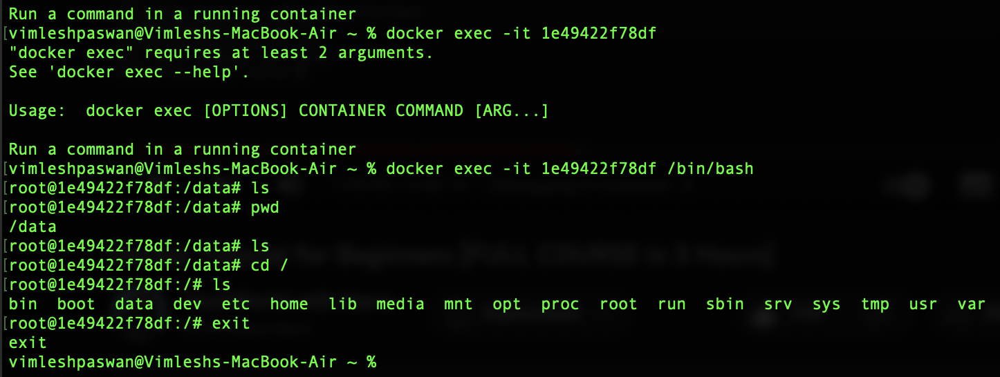 Run a command in a running container
[vimleshpaswan@Vimleshs-MacBook-Air ~ % docker exec -it 1e49422f78df
"docker exec" requires at least 2 arguments.
See 'docker exec --help'.
Usage:  docker exec [OPTIONS] CONTAINER COMMAND [ARG...]
Run a command in a running container
[vimleshpaswan@Vimleshs-MacBook-Air ~ % docker exec -it 1e49422f78df /bin/bash
[root@1e49422f78df:/data# ls
[root@1e49422f78df:/data# pwd
/data
[root@1e49422f78df:/data# ls
[root@1e49422f78df:/data# cd /
[root@1e49422f78df:/# ls
bin  boot  data  dev  etc  home  lib  media  mnt  opt  proc  root  run  sbin  srv  sys  tmp  usr  var
[root@1e49422f78df:/# exit
exit
vimleshpaswan@Vimleshs-MacBook-Air ~ %